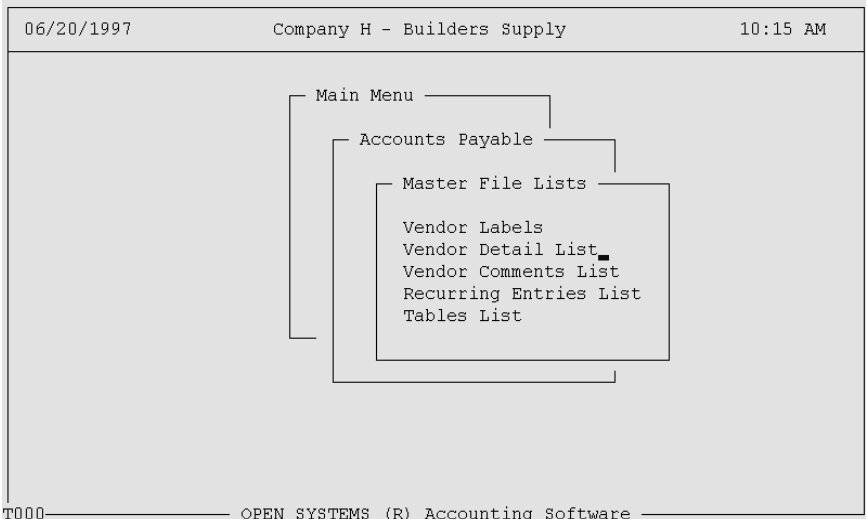 06/20/1997 Company H - Builders Supply 10:15 AM
Main Menu
Accounts Payable
Master File Lists
Vendor Labels
Vendor Detail List
Vendor Comments List
Recurring Entries List
Tables List
T000 OPEN SYSTEMS (R) Accounting Software